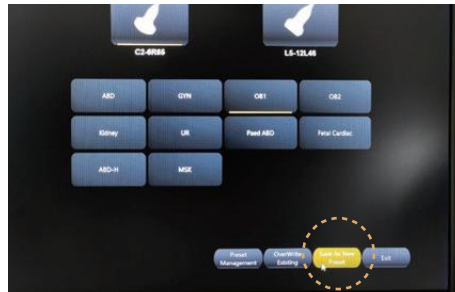 C2-6R55 L5-12L46
ABD GYN OB1 OB2
Kidney UR Paed ABD Fetal Cardiac
ABD-H MSK
Preset OverWrite Save As New Exit
Management Existing Preset